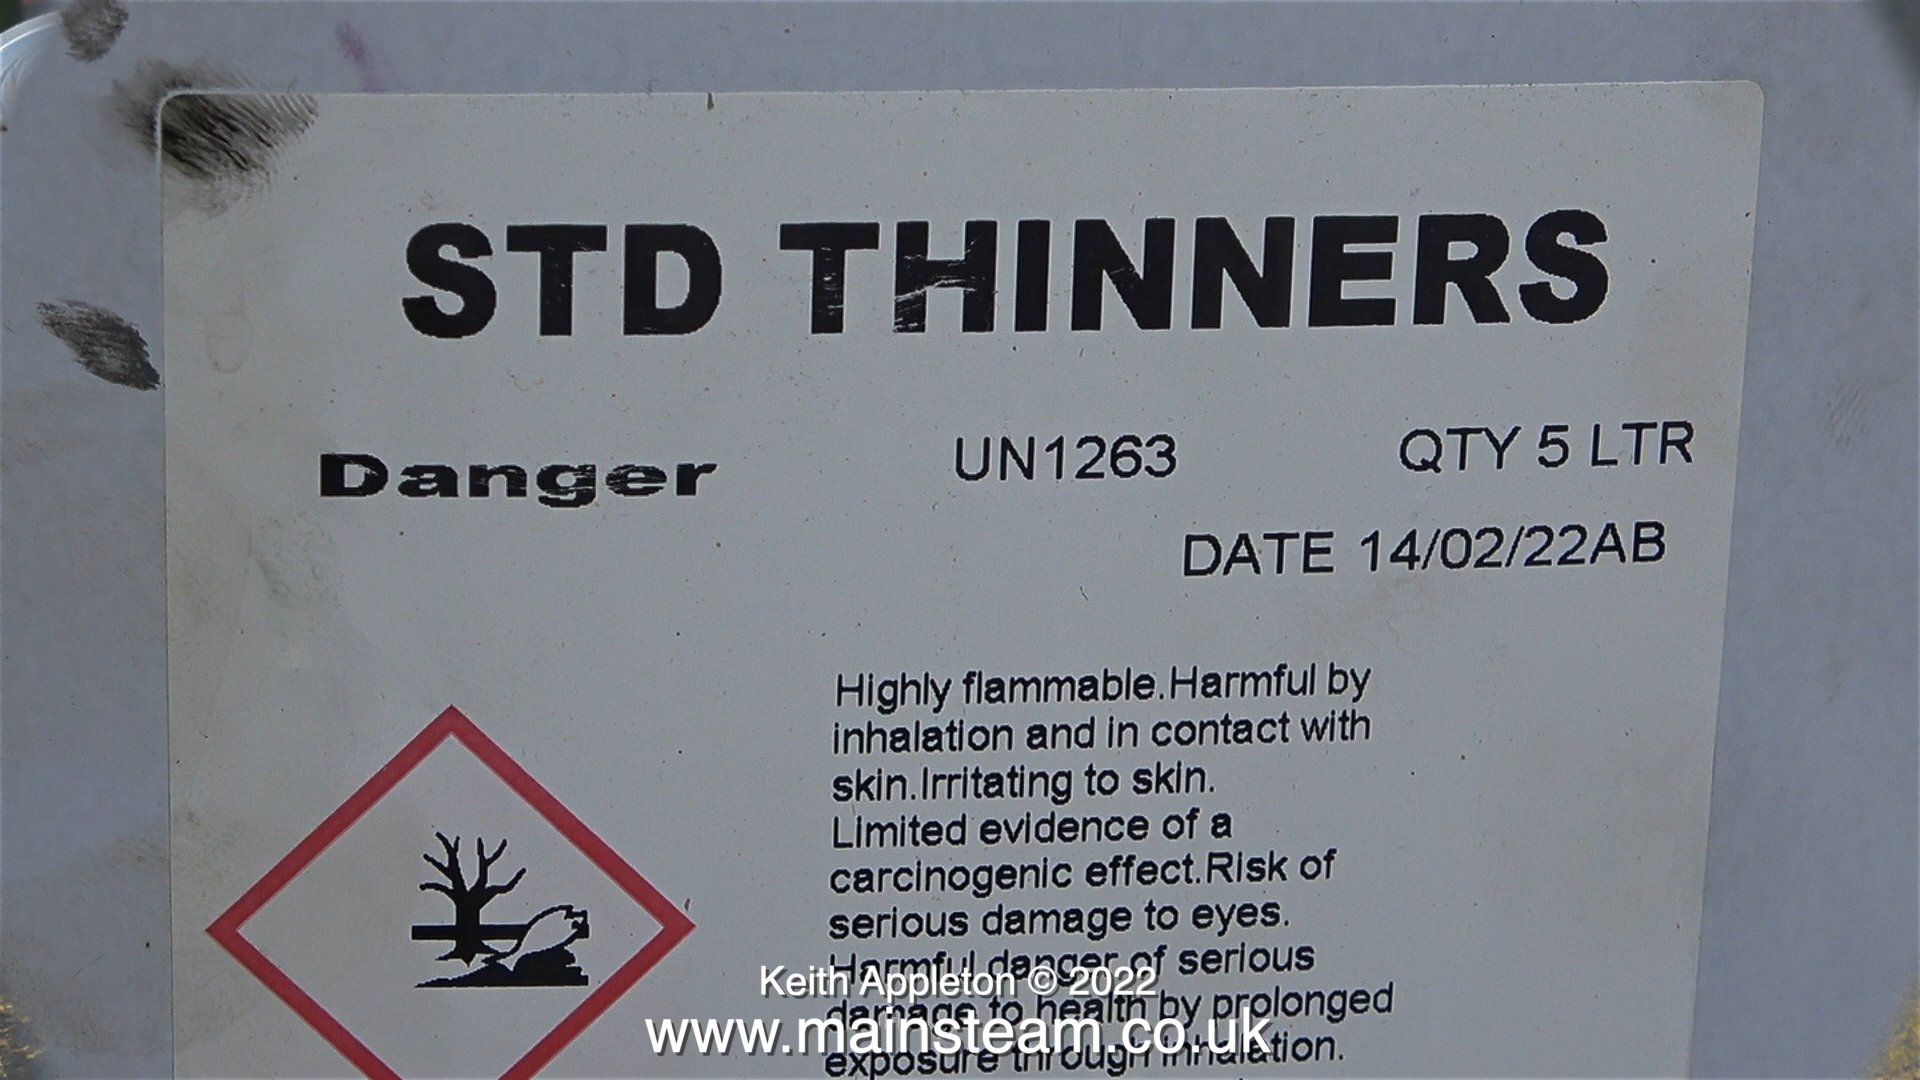 STD THINNERS
Danger UN1263 QTY 5 LTR
DATE 14/02/22AB
Highly flammable.Harmful by
inhalation and in contact with
skin.Irritating to skin.
Limited evidence of a
carcinogenic effect.Risk of
serious damage to eyes.
Harmful danger of serious
Keith Appleton © 2022
damage to health by prolonged
www.mainsteam.co.uk
exposure through inhalation.